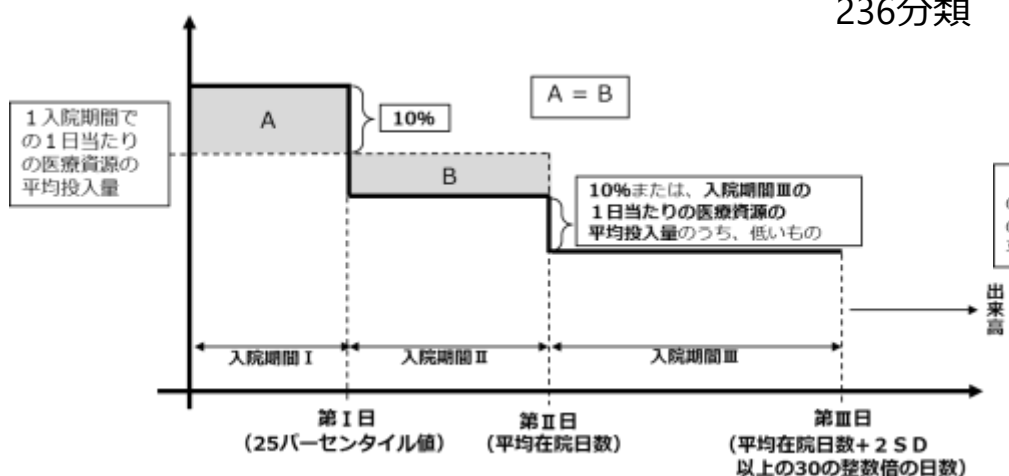 236分類
A = B
1入院期間で
の1日当たり
の医療資源の
平均投入量
A
10%
B
10%または、入院期間Ⅲの
1日当たりの医療資源の
平均投入量のうち、低いもの
出来高
入院期間Ⅰ
入院期間Ⅱ
入院期間Ⅲ
第Ⅰ日
(25パーセンタイル値)
第Ⅱ日
(平均在院日数)
第Ⅲ日
(平均在院日数+2SD
以上の30の整数倍の日数)